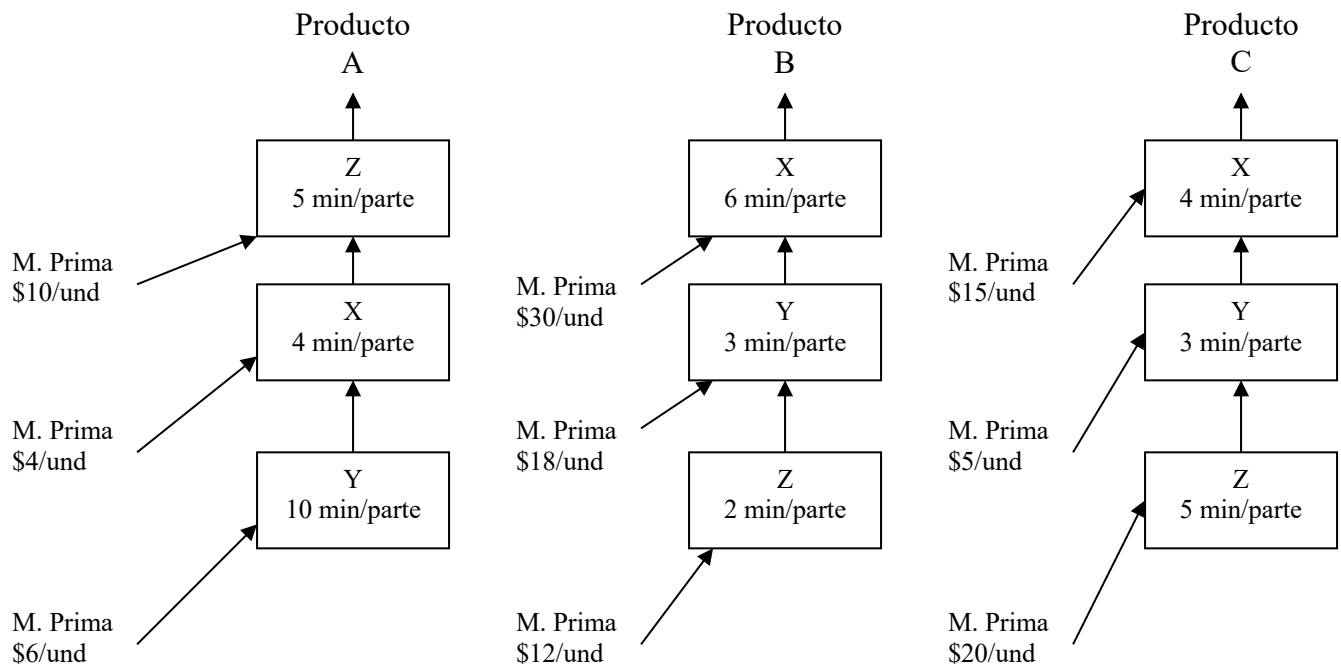 Producto
A
Z
5 min/parte
M. Prima
$10/und
X
4 min/parte
M. Prima
$4/und
Y
10 min/parte
M. Prima
$6/und
Producto
B
X
6 min/parte
M. Prima
$30/und
Y
3 min/parte
M. Prima
$18/und
Z
2 min/parte
M. Prima
$12/und
Producto
C
X
4 min/parte
M. Prima
$15/und
Y
3 min/parte
M. Prima
$5/und
Z
5 min/parte
M. Prima
$20/und